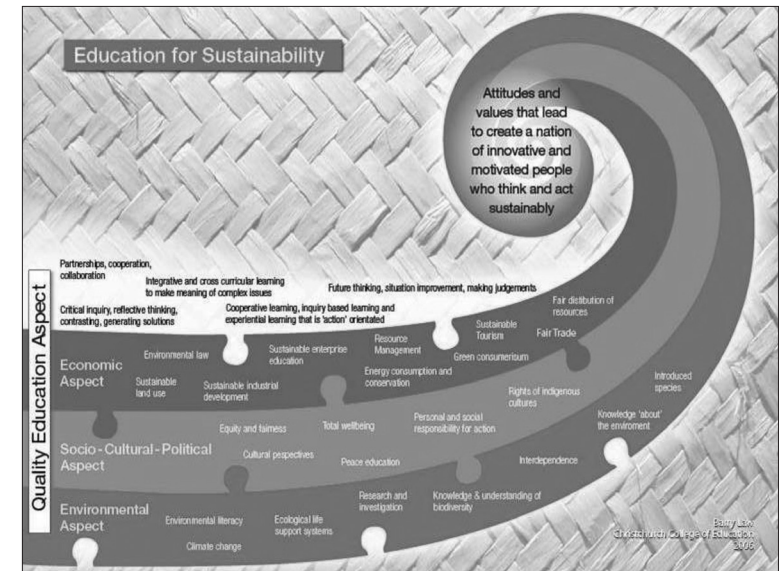 Education for Sustainability
Attitudes and
values that lead
to create a nation
of innovative and
motivated people
who think and act
sustainably
Quality Education Aspect
Partnerships, cooperation,
collaboration
Integrative and cross curricular learning
to make meaning of complex issues
Future thinking, situation improvement, making judgements
Critical inquiry, reflective thinking,
contrasting, generating solutions
Cooperative learning, inquiry based learning and
experiential learning that is 'action' orientated
Fair distibution of
resources
Economic
Aspect
Environmental law
Sustainable enterprise
education
Resource
Management
Sustainable
Tourism
Fair Trade
Green consumerisum
Sustainable
land use
Sustainable industrial
development
Energy consumption and
conservation
Introduced
species
Rights of indigenous
cultures
Knowledge 'about'
the enviroment
Socio-Cultural-Political
Aspect
Equity and fairness
Total wellbeing
Personal and social
responsibility for action
Cultural pespectives
Peace education
Interdependence
Environmental
Aspect
Environmental literacy
Ecological life
support systems
Research and
investigation
Knowledge & understanding of
biodiversity
Climate change
Barry Law
Christchurch College of Education
2006